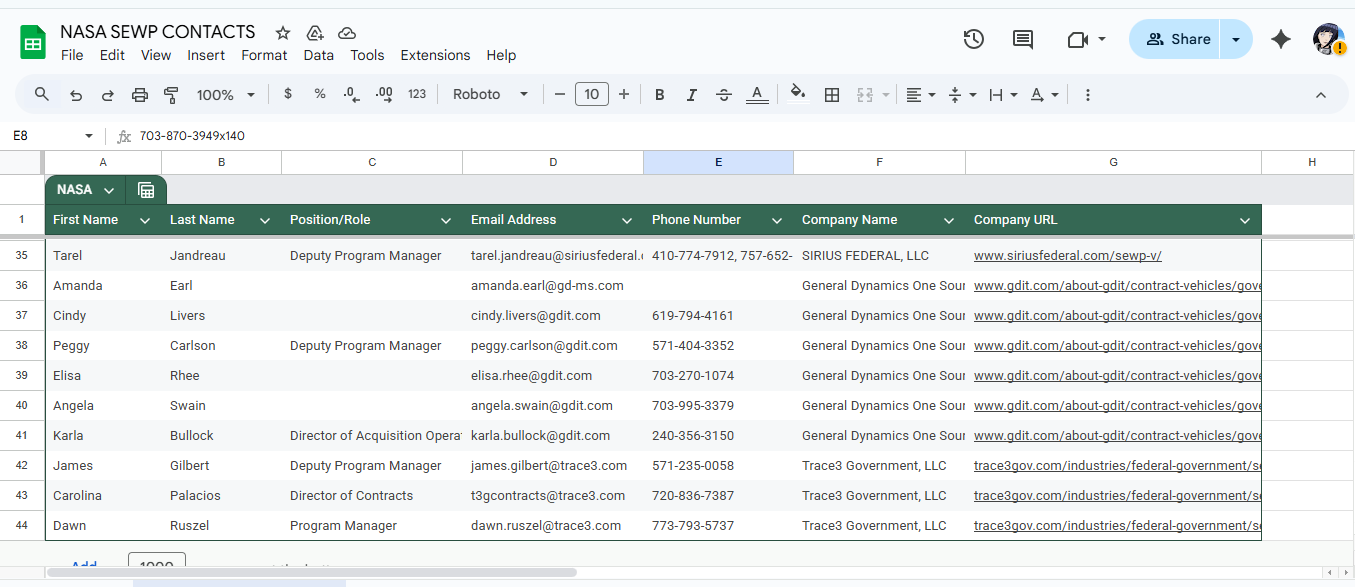 NASA SEWP CONTACTS
File Edit View Insert Format Data Tools Extensions Help
Share
100% $ % .0 .00 123 Roboto 10 B I S A A
E8 fx 703-870-3949x140
A B C D E F G H
NASA
1 First Name Last Name Position/Role Email Address Phone Number Company Name Company URL
35 Tarel Jandreau Deputy Program Manager tarel.jandreau@siriusfederal. 410-774-7912, 757-652- SIRIUS FEDERAL, LLC www.siriusfederal.com/sewp-v/
36 Amanda Earl amanda.earl@gd-ms.com General Dynamics One Sour www.gdit.com/about-gdit/contract-vehicles/gove
37 Cindy Livers cindy.livers@gdit.com 619-794-4161 General Dynamics One Sour www.gdit.com/about-gdit/contract-vehicles/gove
38 Peggy Carlson Deputy Program Manager peggy.carlson@gdit.com 571-404-3352 General Dynamics One Sour www.gdit.com/about-gdit/contract-vehicles/gove
39 Elisa Rhee elisa.rhee@gdit.com 703-270-1074 General Dynamics One Sour www.gdit.com/about-gdit/contract-vehicles/gove
40 Angela Swain angela.swain@gdit.com 703-995-3379 General Dynamics One Sour www.gdit.com/about-gdit/contract-vehicles/gove
41 Karla Bullock Director of Acquisition Opera karla.bullock@gdit.com 240-356-3150 General Dynamics One Sour www.gdit.com/about-gdit/contract-vehicles/gove
42 James Gilbert Deputy Program Manager james.gilbert@trace3.com 571-235-0058 Trace3 Government, LLC trace3gov.com/industries/federal-government/se
43 Carolina Palacios Director of Contracts t3gcontracts@trace3.com 720-836-7387 Trace3 Government, LLC trace3gov.com/industries/federal-government/se
44 Dawn Ruszel Program Manager dawn.ruszel@trace3.com 773-793-5737 Trace3 Government, LLC trace3gov.com/industries/federal-government/se
Add 1000